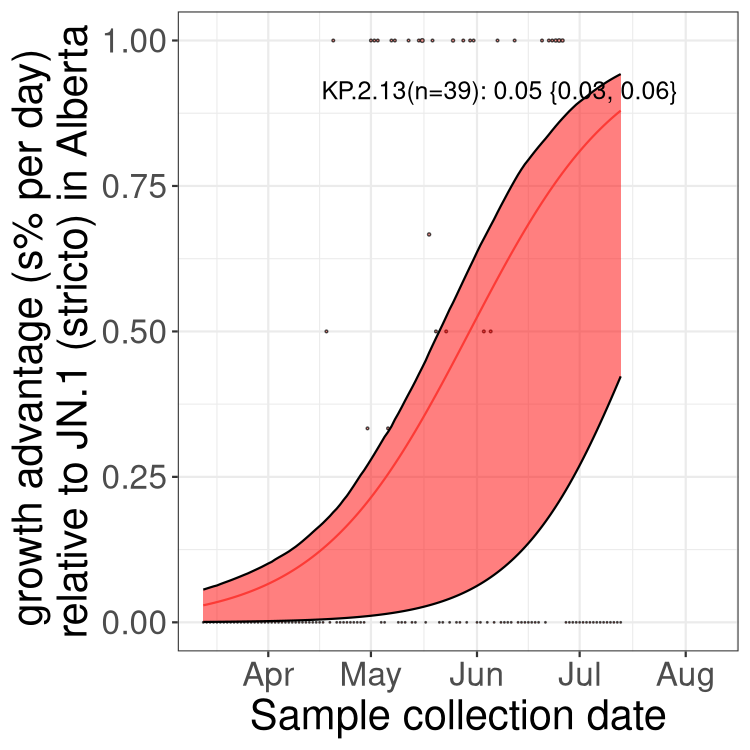 growth advantage (s% per day)
relative to JN.1 (stricto) in Alberta
1.00
0.75
0.50
0.25
0.00
KP.2.13(n=39): 0.05 {0.03, 0.06}
Apr May Jun Jul Aug
Sample collection date